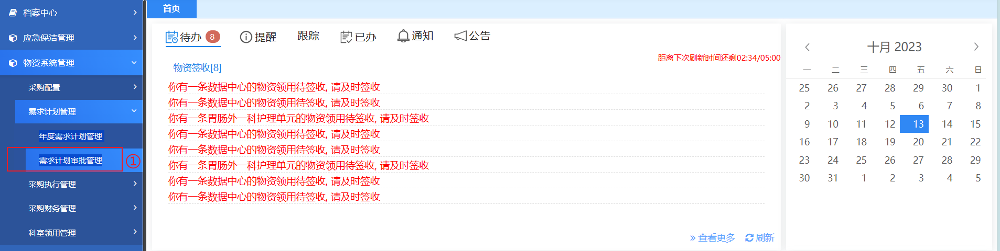 档案中心
应急保洁管理
物资系统管理
采购配置
需求计划管理
年度需求计划管理
需求计划审批管理 ①
采购执行管理
采购财务管理
科室领用管理
首页
待办 8 提醒 跟踪 已办 通知 公告
距离下次刷新时间还剩02:34/05:00
物资签收[8]
你有一条数据中心的物资领用待签收, 请及时签收
你有一条数据中心的物资领用待签收, 请及时签收
你有一条胃肠外一科护理单元的物资领用待签收, 请及时签收
你有一条数据中心的物资领用待签收, 请及时签收
你有一条数据中心的物资领用待签收, 请及时签收
你有一条胃肠外一科护理单元的物资领用待签收, 请及时签收
你有一条数据中心的物资领用待签收, 请及时签收
你有一条数据中心的物资领用待签收, 请及时签收
查看更多 刷新
十月 2023
一 二 三 四 五 六 日
25 26 27 28 29 30 1
2 3 4 5 6 7 8
9 10 11 12 13 14 15
16 17 18 19 20 21 22
23 24 25 26 27 28 29
30 31 1 2 3 4 5